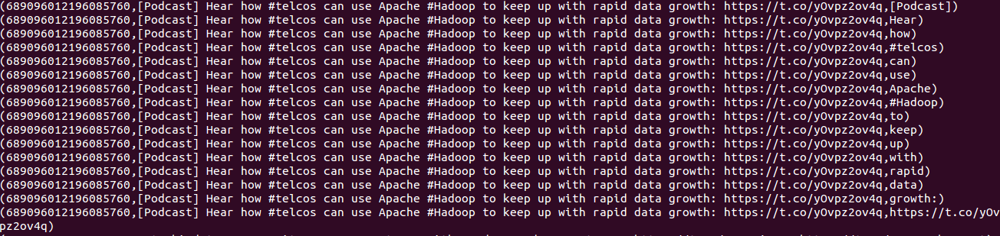 (689096012196085760,[Podcast] Hear how #telcos can use Apache #Hadoop to keep up with rapid data growth: https://t.co/yOvpz2ov4q,[Podcast])
(689096012196085760,[Podcast] Hear how #telcos can use Apache #Hadoop to keep up with rapid data growth: https://t.co/yOvpz2ov4q,Hear)
(689096012196085760,[Podcast] Hear how #telcos can use Apache #Hadoop to keep up with rapid data growth: https://t.co/yOvpz2ov4q,how)
(689096012196085760,[Podcast] Hear how #telcos can use Apache #Hadoop to keep up with rapid data growth: https://t.co/yOvpz2ov4q,#telcos)
(689096012196085760,[Podcast] Hear how #telcos can use Apache #Hadoop to keep up with rapid data growth: https://t.co/yOvpz2ov4q,can)
(689096012196085760,[Podcast] Hear how #telcos can use Apache #Hadoop to keep up with rapid data growth: https://t.co/yOvpz2ov4q,use)
(689096012196085760,[Podcast] Hear how #telcos can use Apache #Hadoop to keep up with rapid data growth: https://t.co/yOvpz2ov4q,Apache)
(689096012196085760,[Podcast] Hear how #telcos can use Apache #Hadoop to keep up with rapid data growth: https://t.co/yOvpz2ov4q,#Hadoop)
(689096012196085760,[Podcast] Hear how #telcos can use Apache #Hadoop to keep up with rapid data growth: https://t.co/yOvpz2ov4q,to)
(689096012196085760,[Podcast] Hear how #telcos can use Apache #Hadoop to keep up with rapid data growth: https://t.co/yOvpz2ov4q,keep)
(689096012196085760,[Podcast] Hear how #telcos can use Apache #Hadoop to keep up with rapid data growth: https://t.co/yOvpz2ov4q,up)
(689096012196085760,[Podcast] Hear how #telcos can use Apache #Hadoop to keep up with rapid data growth: https://t.co/yOvpz2ov4q,with)
(689096012196085760,[Podcast] Hear how #telcos can use Apache #Hadoop to keep up with rapid data growth: https://t.co/yOvpz2ov4q,rapid)
(689096012196085760,[Podcast] Hear how #telcos can use Apache #Hadoop to keep up with rapid data growth: https://t.co/yOvpz2ov4q,data)
(689096012196085760,[Podcast] Hear how #telcos can use Apache #Hadoop to keep up with rapid data growth: https://t.co/yOvpz2ov4q,growth:)
(689096012196085760,[Podcast] Hear how #telcos can use Apache #Hadoop to keep up with rapid data growth: https://t.co/yOvpz2ov4q,https://t.co/yOv
pz2ov4q)